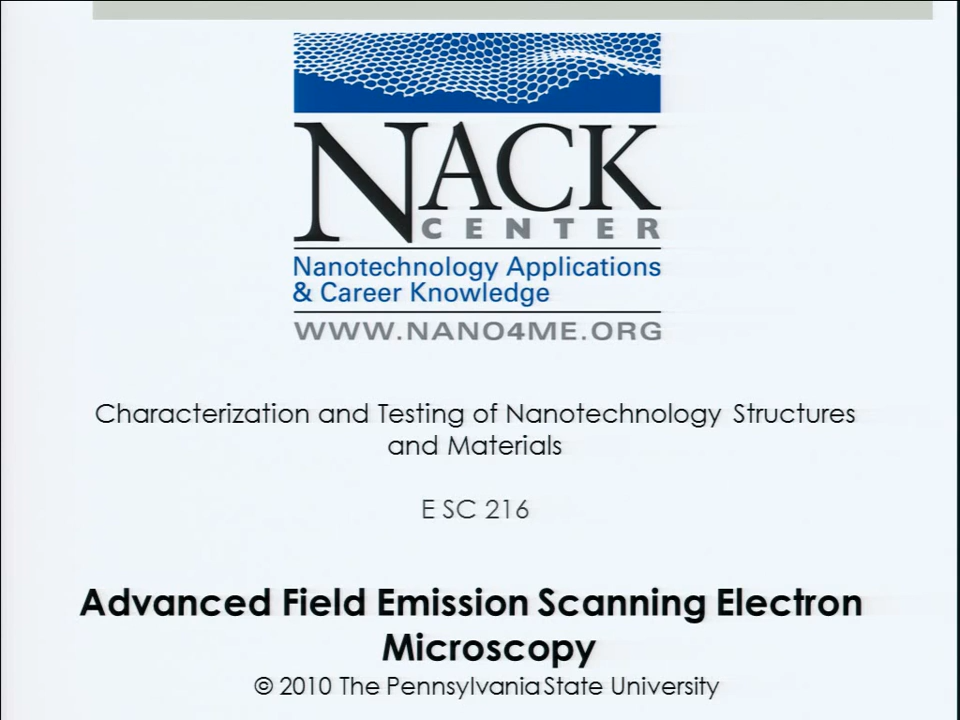 NACK
CENTER
Nanotechnology Applications
& Career Knowledge
WWW.NANO4ME.ORG
Characterization and Testing of Nanotechnology Structures
and Materials
E SC 216
Advanced Field Emission Scanning Electron
Microscopy
© 2010 The Pennsylvania State University